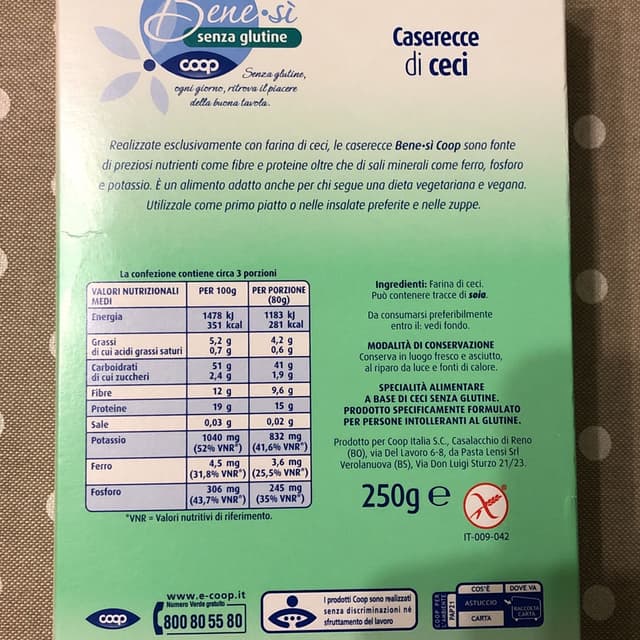 Bene·sì
senza glutine
coop
Senza glutine,
ogni giorno, ritrova il piacere
della buona tavola.
Caserecce
di ceci
Realizzate esclusivamente con farina di ceci, le caserecce Bene·sì Coop sono fonte
di preziosi nutrienti come fibre e proteine oltre che di sali minerali come ferro, fosforo
e potassio. È un alimento adatto anche per chi segue una dieta vegetariana e vegana.
Utilizzale come primo piatto o nelle insalate preferite e nelle zuppe.
La confezione contiene circa 3 porzioni
VALORI NUTRIZIONALI MEDI PER 100g PER PORZIONE (80g)
Energia 1478 kJ 1183 kJ
351 kcal 281 kcal
Grassi 5,2 g 4,2 g
di cui acidi grassi saturi 0,7 g 0,6 g
Carboidrati 51 g 41 g
di cui zuccheri 2,4 g 1,9 g
Fibre 12 g 9,6 g
Proteine 19 g 15 g
Sale 0,03 g 0,02 g
Potassio 1040 mg 832 mg
(52% VNR*) (41,6% VNR*)
Ferro 4,5 mg 3,6 mg
(31,8% VNR*) (25,5% VNR*)
Fosforo 306 mg 245 mg
(43,7% VNR*) (35% VNR*)
*VNR = Valori nutritivi di riferimento.
Ingredienti: Farina di ceci.
Può contenere tracce di soia.
Da consumarsi preferibilmente
entro il: vedi fondo.
MODALITÀ DI CONSERVAZIONE
Conserva in luogo fresco e asciutto,
al riparo da luce e fonti di calore.
SPECIALITÀ ALIMENTARE
A BASE DI CECI SENZA GLUTINE.
PRODOTTO SPECIFICAMENTE FORMULATO
PER PERSONE INTOLLERANTI AL GLUTINE.
Prodotto per Coop Italia S.C., Casalacchio di Reno
(BO), via Del Lavoro 6-8, da Pasta Lensi Srl
Verolanuova (BS), Via Don Luigi Sturzo 21/23.
250g e
IT-009-042
coop
www.e-coop.it
Numero Verde gratuito
800 80 55 80
I prodotti Coop sono realizzati
senza discriminazioni né
sfruttamento del lavoro
COOP PER
L'AMBIENTE
PAP21
COS'È DOVE VA
ASTUCCIO
CARTA
RACCOLTA
CARTA